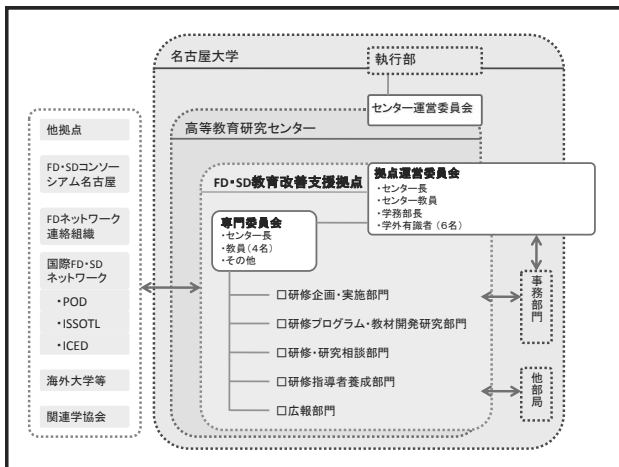 名古屋大学
執行部
センター運営委員会
高等教育研究センター
他拠点
FD・SDコンソー
シアム名古屋
FDネットワーク
連絡組織
国際FD・SD
ネットワーク
・POD
・ISSOTL
・ICED
海外大学等
関連学協会
FD・SD教育改善支援拠点
拠点運営委員会
・センター長
・センター教員
・学務部長
・学外有識者（6名）
専門委員会
・センター長
・教員（4名）
・その他
□研修企画・実施部門
□研修プログラム・教材開発研究部門
□研修・研究相談部門
□研修指導者養成部門
□広報部門
事務部門
他部局